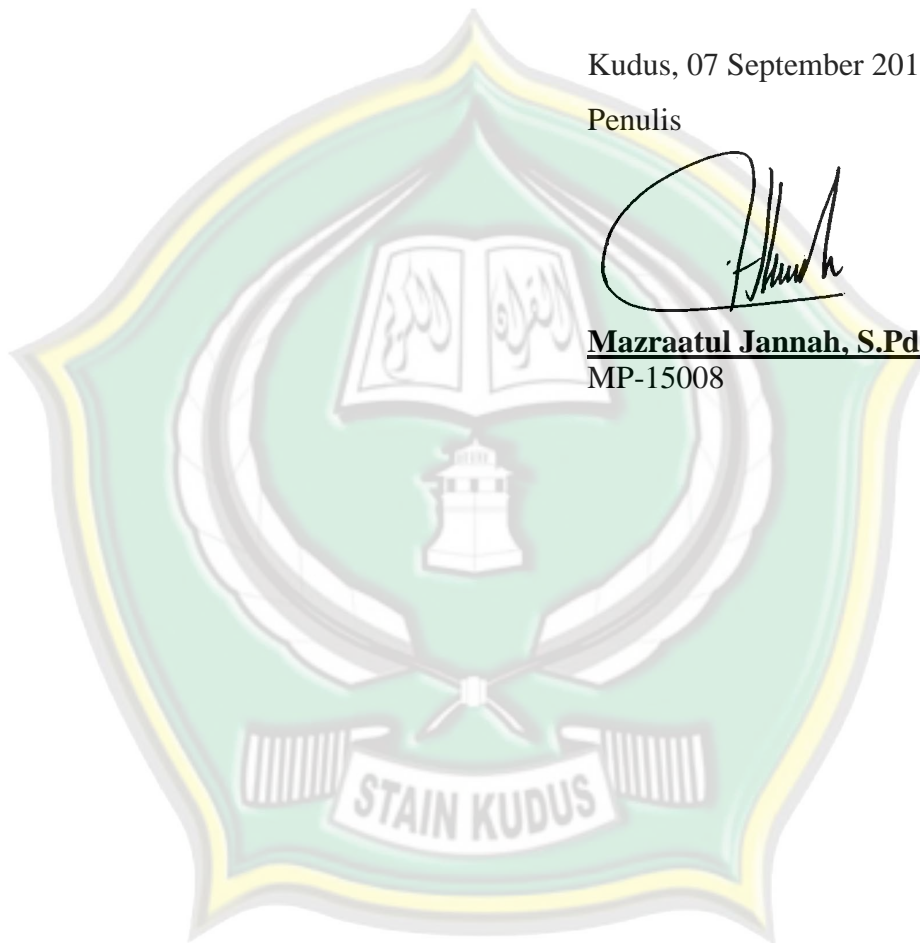 Kudus, 07 September 201
Penulis
Mazraatul Jannah, S.Pd
MP-15008
STAIN KUDUS